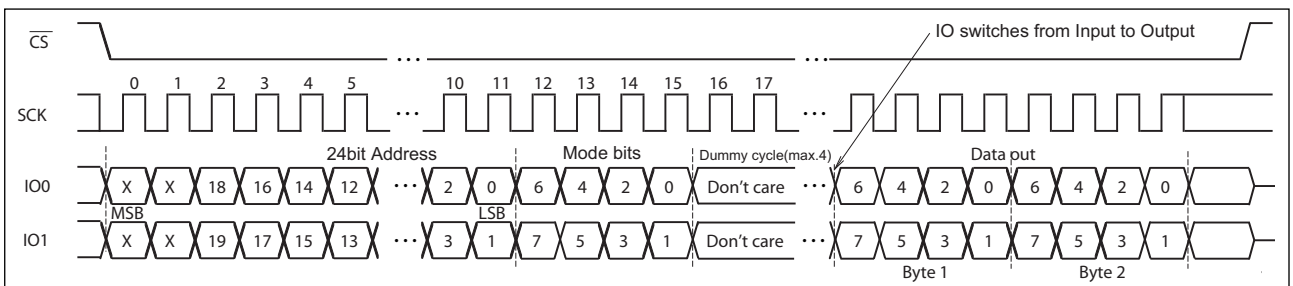 CS IO switches from Input to Output
... ...
0 1 2 3 4 5 10 11 12 13 14 15 16 17
SCK ... ...
24bit Address Mode bits Dummy cycle(max.4) Data out
IO0 X X 18 16 14 12 ... 2 0 6 4 2 0 Don't care ... 6 4 2 0 6 4 2 0
MSB LSB
IO1 X X 19 17 15 13 ... 3 1 7 5 3 1 Don't care ... 7 5 3 1 7 5 3 1
Byte 1 Byte 2